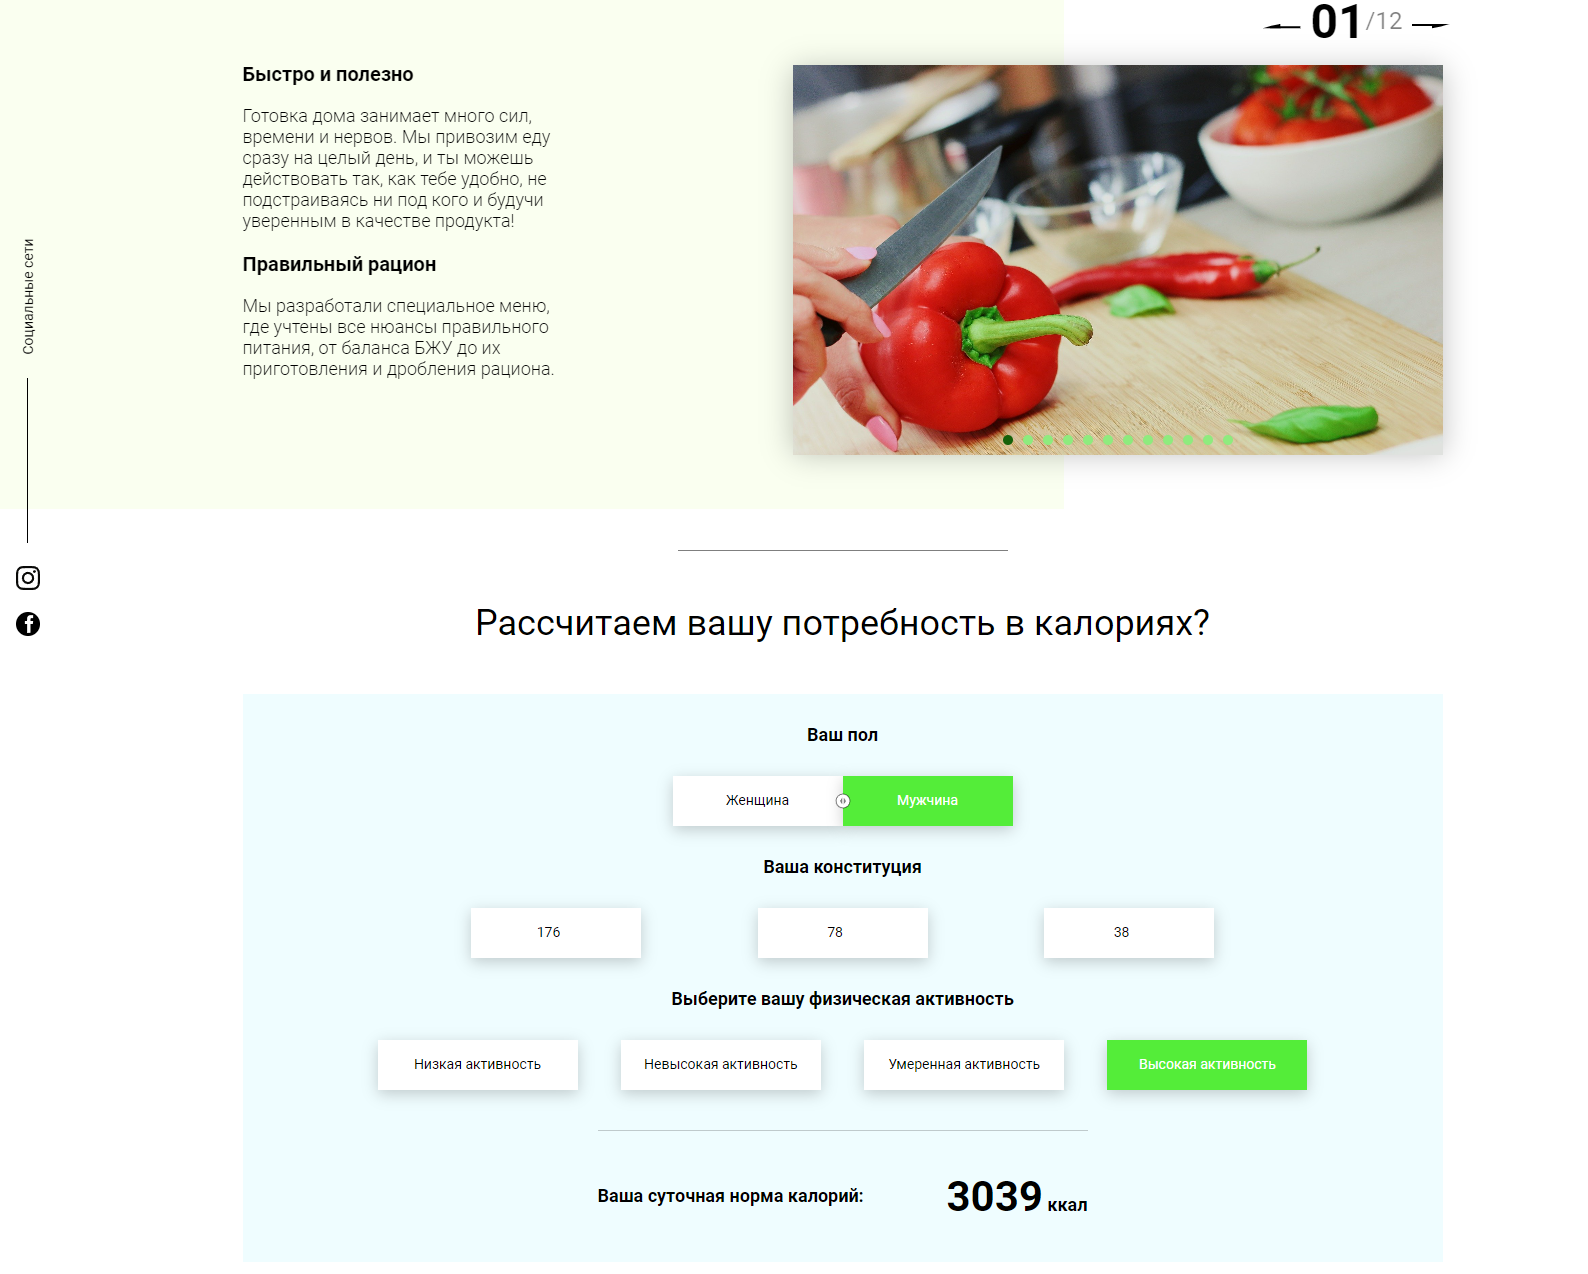 01/12
Быстро и полезно
Готовка дома занимает много сил,
времени и нервов. Мы привозим еду
сразу на целый день, и ты можешь
действовать так, как тебе удобно, не
подстраиваясь ни под кого и будучи
уверенным в качестве продукта!
Правильный рацион
Мы разработали специальное меню,
где учтены все нюансы правильного
питания, от баланса БЖУ до их
приготовления и дробления рациона.
Социальные сети
Рассчитаем вашу потребность в калориях?
Ваш пол
Женщина Мужчина
Ваша конституция
176 78 38
Выберите вашу физическая активность
Низкая активность Невысокая активность Умеренная активность Высокая активность
Ваша суточная норма калорий: 3039 ккал